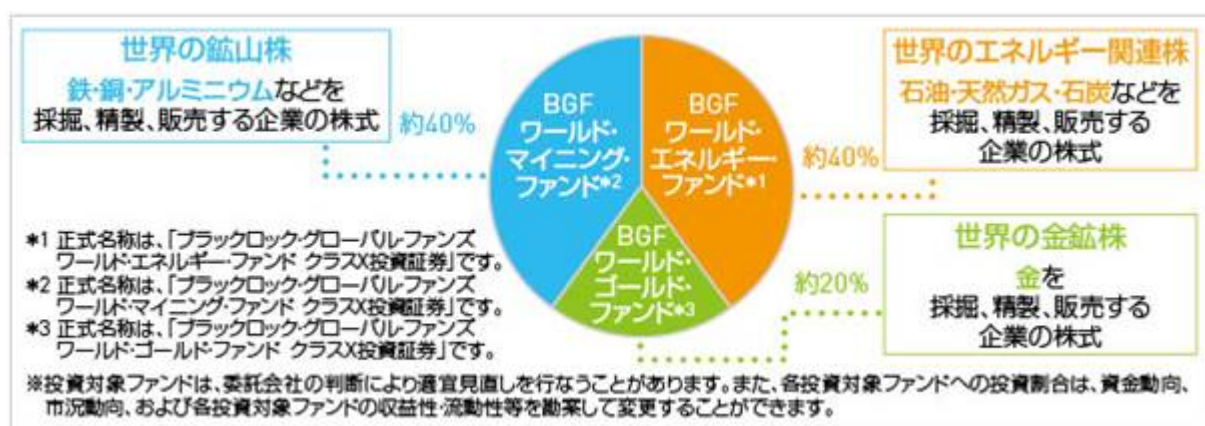 世界の鉱山株
鉄・銅・アルミニウムなどを
採掘、精製、販売する企業の株式
約40%
BGF
ワールド・
マイニング・
ファンド*2
BGF
ワールド・
エネルギー・
ファンド*1
約40%
世界のエネルギー関連株
石油・天然ガス・石炭などを
採掘、精製、販売する
企業の株式
BGF
ワールド・
ゴールド・
ファンド*3
約20%
世界の金鉱株
金を
採掘、精製、販売する
企業の株式
*1 正式名称は、「ブラックロック・グローバル・ファンズ
ワールド・エネルギー・ファンド クラスX投資証券」です。
*2 正式名称は、「ブラックロック・グローバル・ファンズ
ワールド・マイニング・ファンド クラスX投資証券」です。
*3 正式名称は、「ブラックロック・グローバル・ファンズ
ワールド・ゴールド・ファンド クラスX投資証券」です。
※投資対象ファンドは、委託会社の判断により適宜見直しを行なうことがあります。また、各投資対象ファンドへの投資割合は、資金動向、
市況動向、および各投資対象ファンドの収益性・流動性等を勘案して変更することができます。